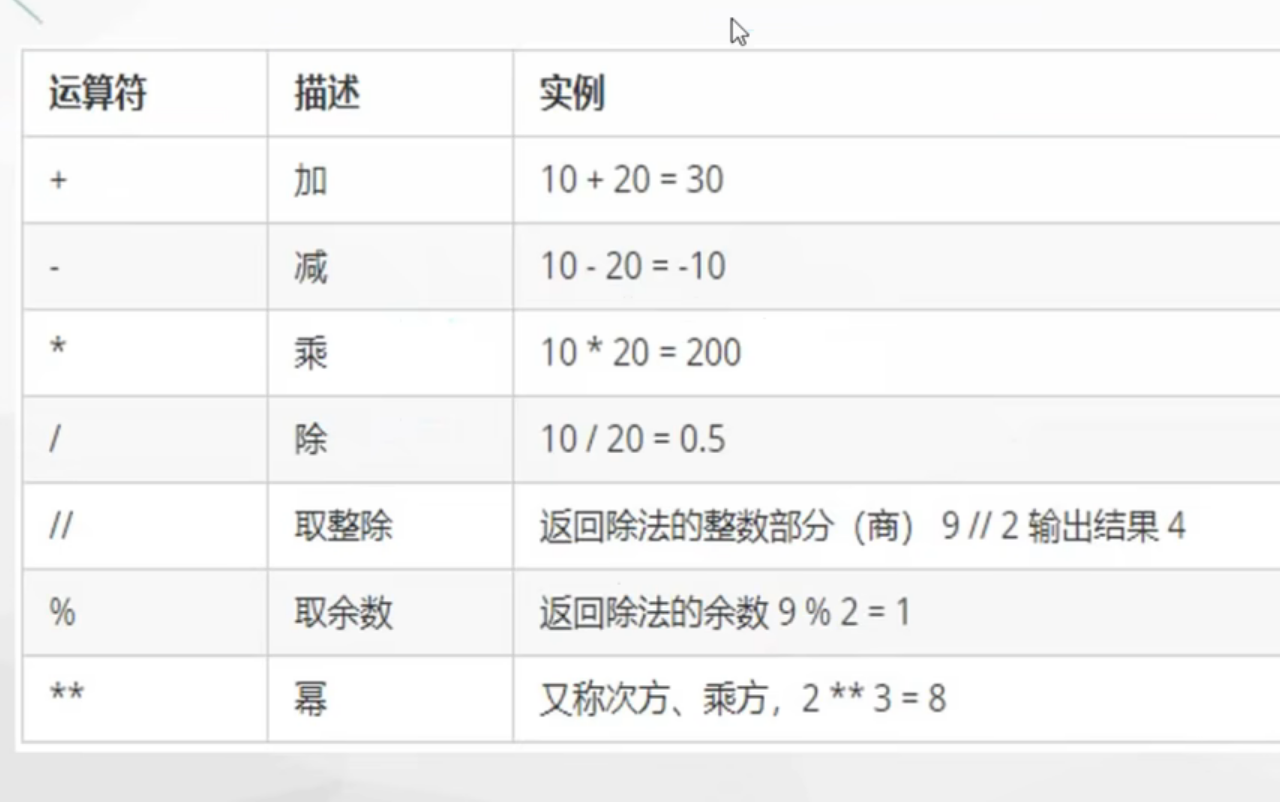 运算符 描述 实例
+ 加 10 + 20 = 30
- 减 10 - 20 = -10
* 乘 10 * 20 = 200
/ 除 10 / 20 = 0.5
// 取整除 返回除法的整数部分（商） 9 // 2 输出结果 4
% 取余数 返回除法的余数 9 % 2 = 1
** 幂 又称次方、乘方，2 ** 3 = 8